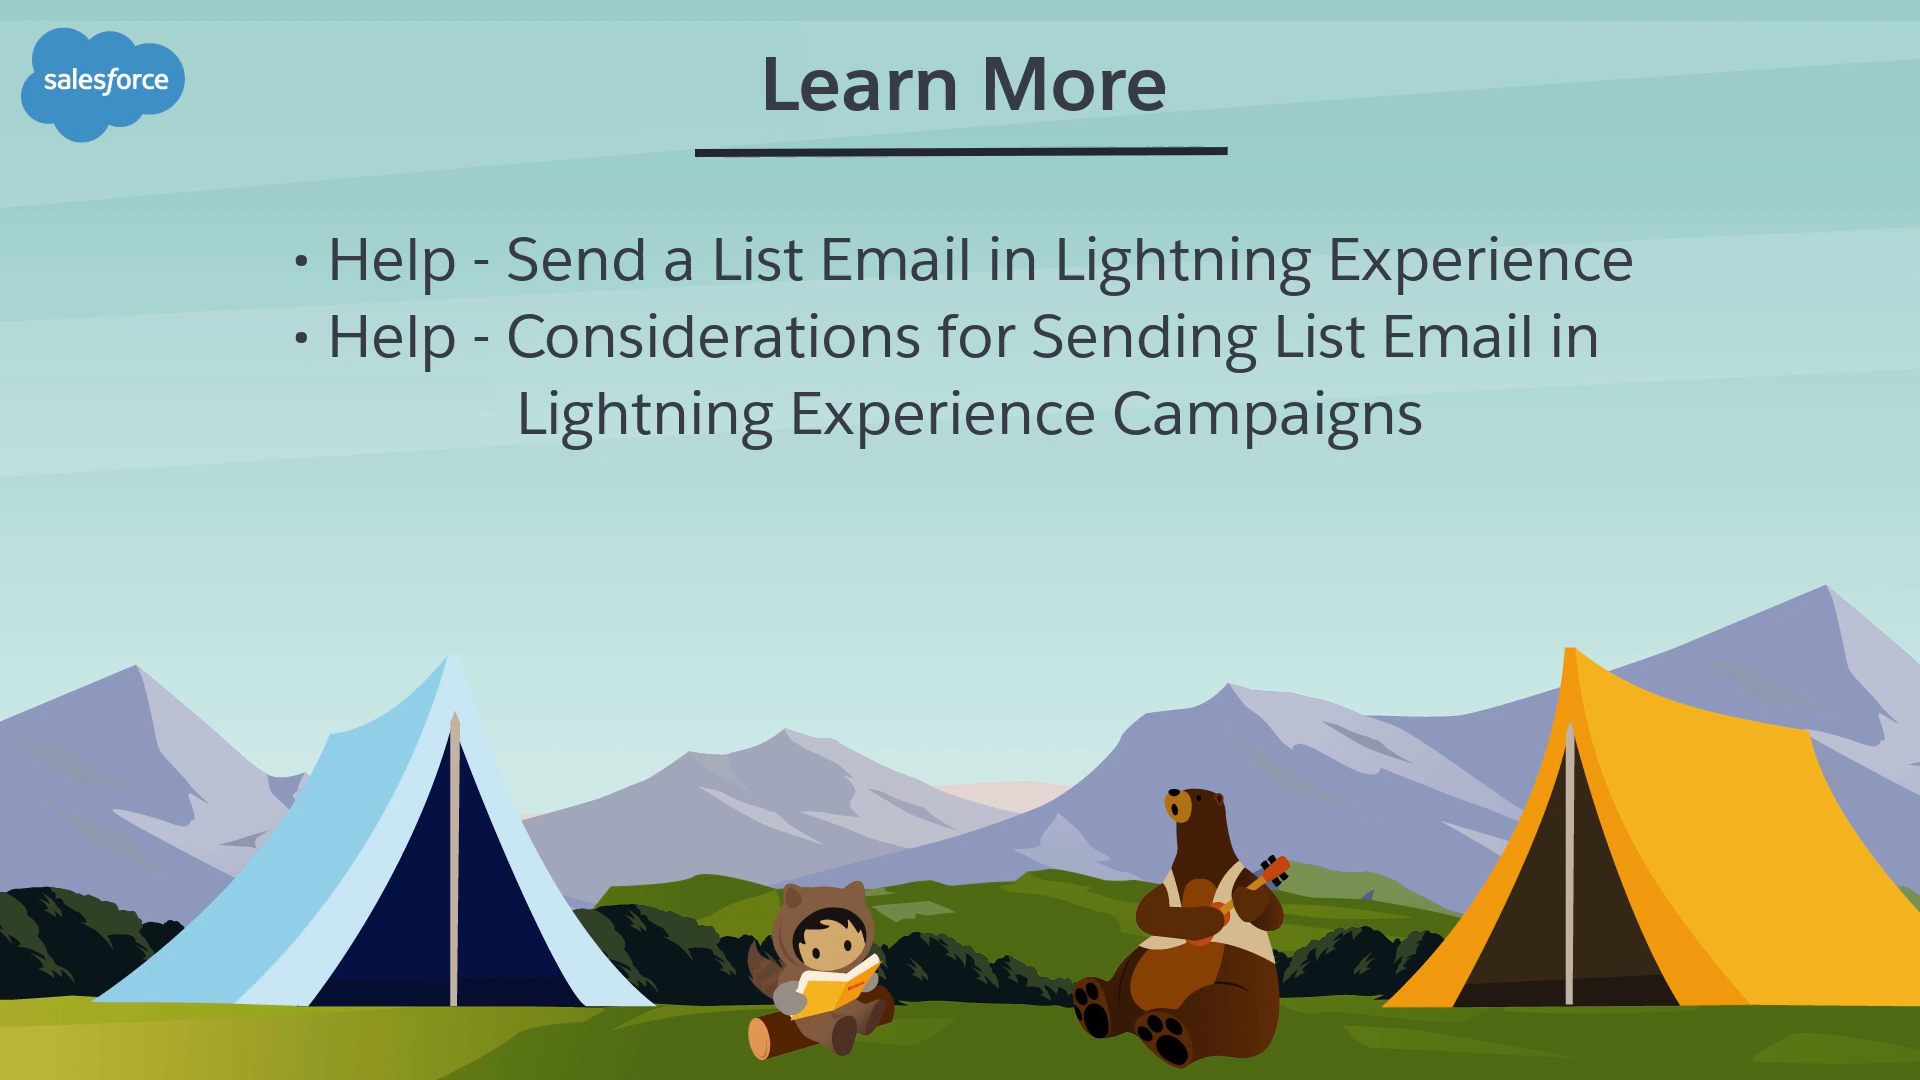 salesforce
Learn More
• Help - Send a List Email in Lightning Experience
• Help - Considerations for Sending List Email in
Lightning Experience Campaigns